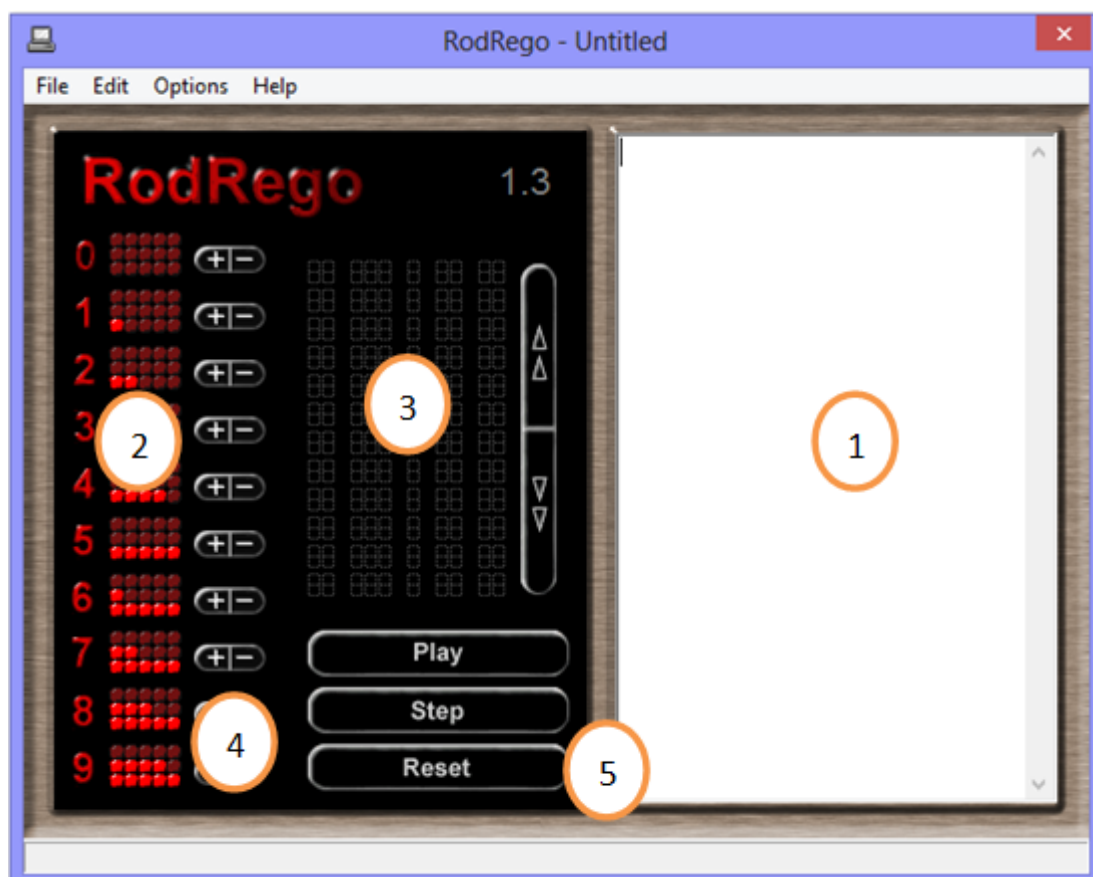 RodRego - Untitled
File Edit Options Help
RodRego 1.3
0 + -
1 + -
2 + -
3 + -
4 + -
5 + -
6 + -
7 + -
8
9
3
2
1
4
5
Play
Step
Reset